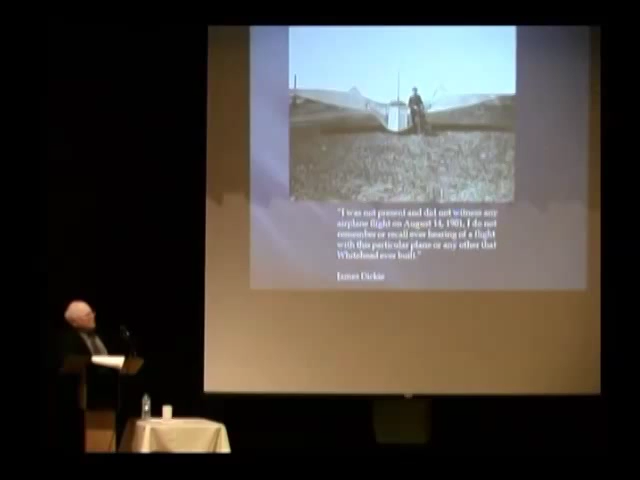 "I was not present and did not witness any
airplane flight on August 14, 1901, I do not
remember or recall ever hearing of a flight
with this particular plane or any other that
Whitehead ever built."
James Dickie